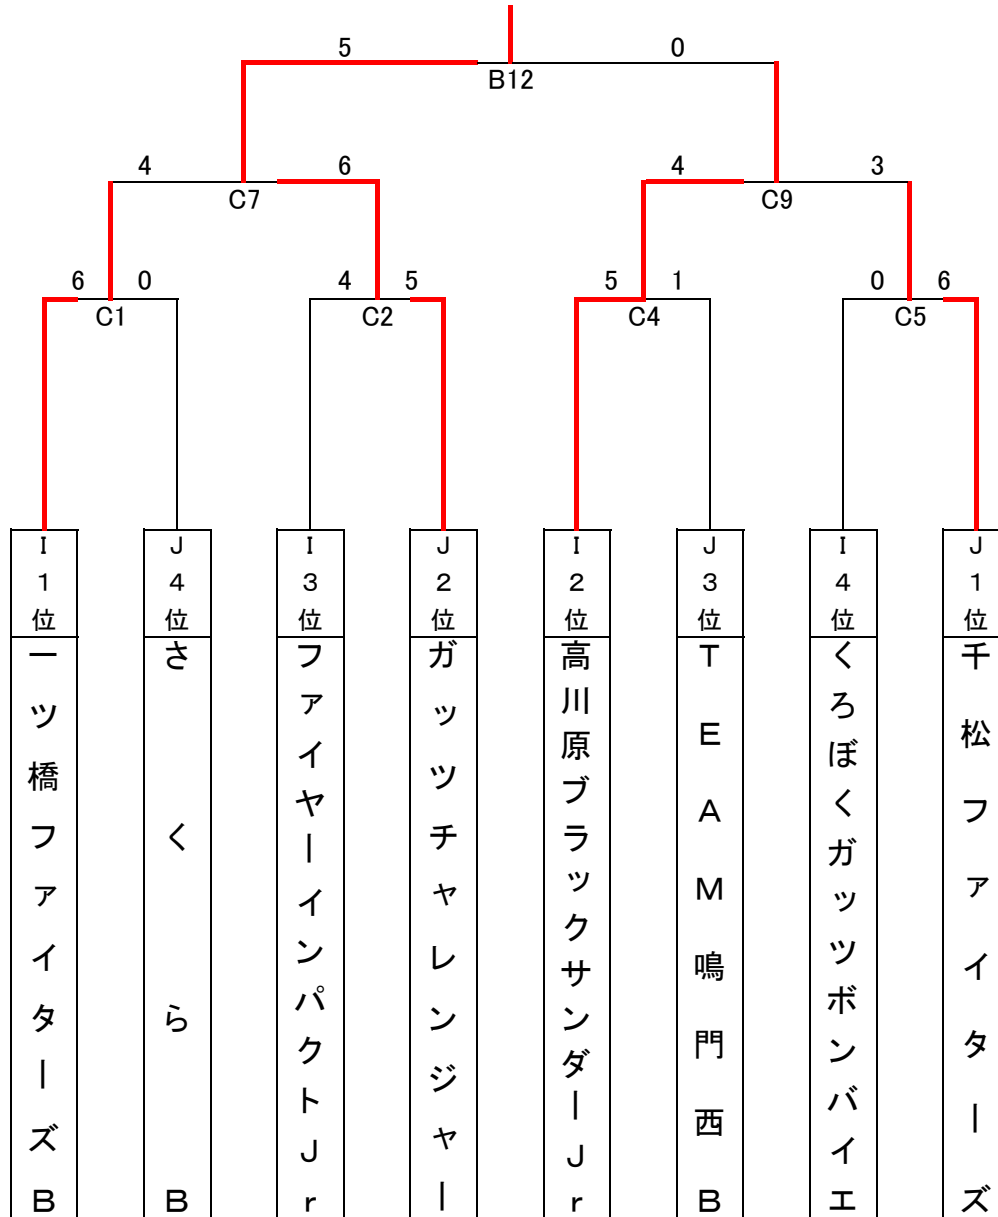 5 0
B12
4 6 4 3
C7 C9
6 0 4 5 5 1 0 6
C1 C2 C4 C5
I1位
一ツ橋ファイターズB
J4位
さくらB
I3位
ファイヤーインパクトJr
J2位
ガッツチャレンジャー
I2位
高川原ブラックサンダーJr
J3位
TEAM鳴門西B
I4位
くろぼくガッツボンバイエ
J1位
千松ファイターズ